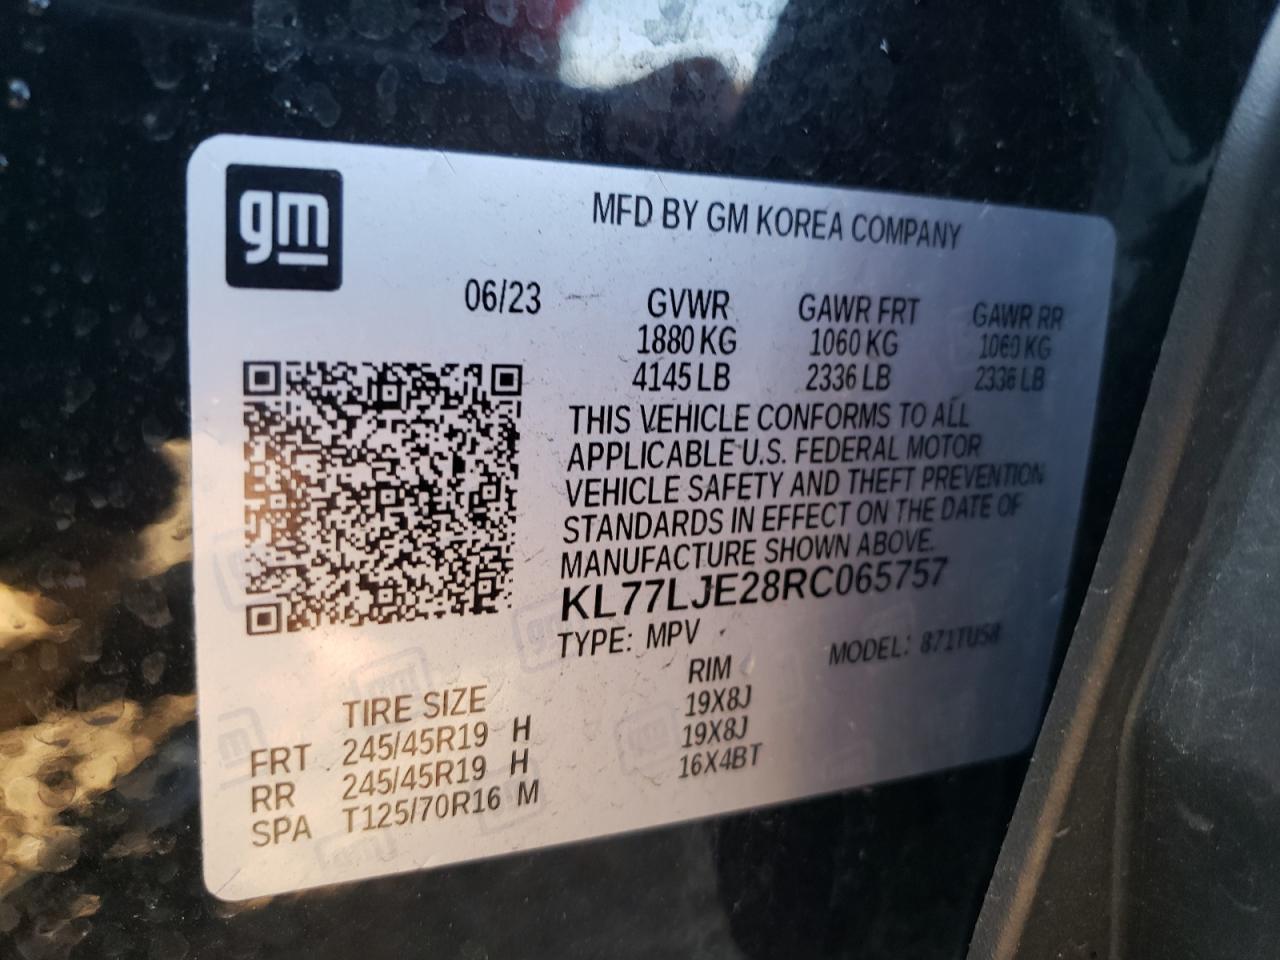 gm
MFD BY GM KOREA COMPANY
06/23 GVWR GAWR FRT GAWR RR
1880 KG 1060 KG 1060 KG
4145 LB 2336 LB 2336 LB
THIS VEHICLE CONFORMS TO ALL
APPLICABLE U.S. FEDERAL MOTOR
VEHICLE SAFETY AND THEFT PREVENTION
STANDARDS IN EFFECT ON THE DATE OF
MANUFACTURE SHOWN ABOVE.
KL77LJE28RC065757
TYPE: MPV MODEL:
TIRE SIZE RIM
FRT 245/45R19 H 19X8J
RR 245/45R19 H 19X8J
SPA T125/70R16 M 16X4BT